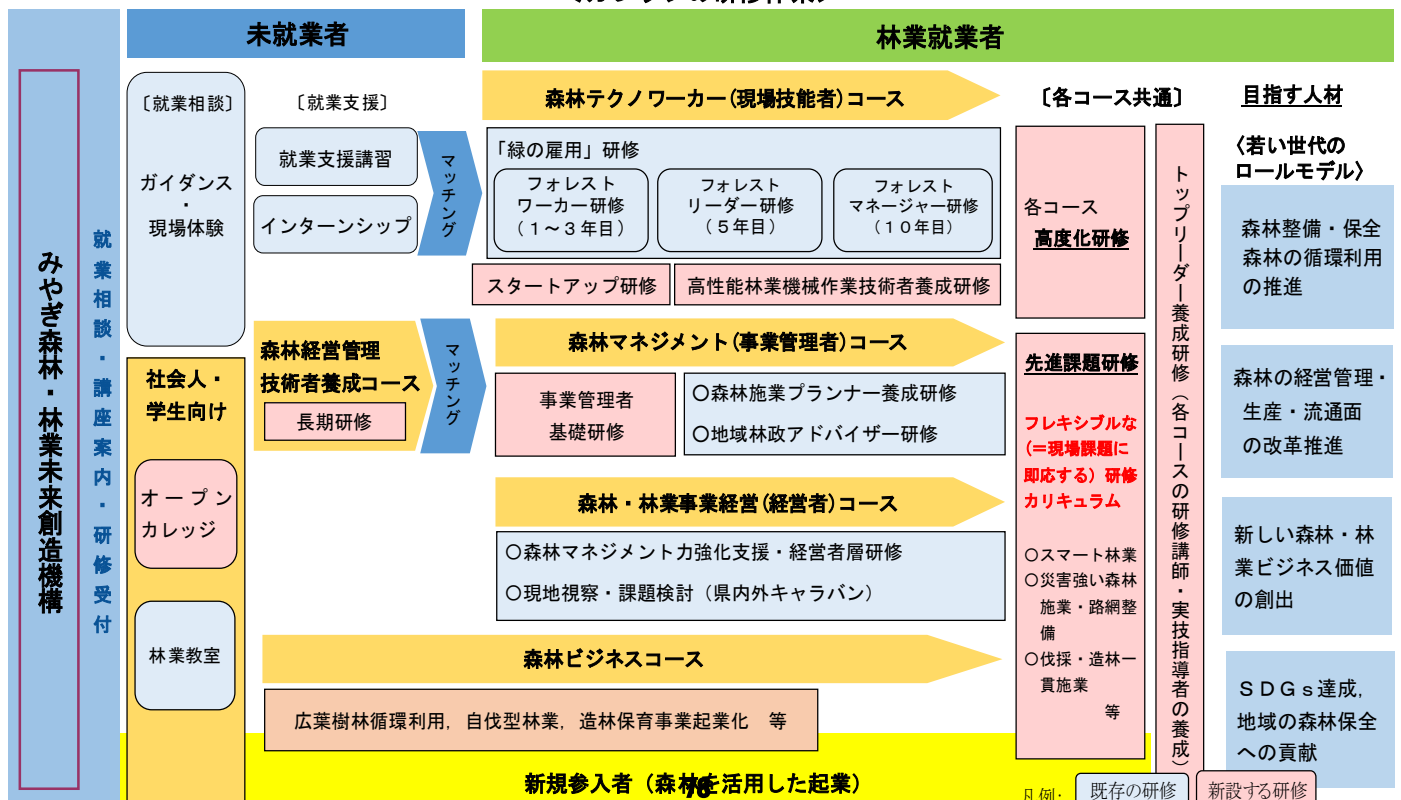 未就業者
林業就業者
みやぎ森林・林業未来創造機構
就業相談・講座案内・研修受付
〔就業相談〕
ガイダンス
・
現場体験
〔就業支援〕
就業支援講習
インターンシップ
マッチング
森林テクノワーカー(現場技能者)コース
「緑の雇用」研修
フォレスト
ワーカー研修
(1～3年目)
フォレスト
リーダー研修
(5年目)
フォレスト
マネージャー研修
(10年目)
スタートアップ研修
高性能林業機械作業技術者養成研修
社会人・
学生向け
オープン
カレッジ
林業教室
森林経営管理
技術者養成コース
長期研修
マッチング
森林マネジメント(事業管理者)コース
事業管理者
基礎研修
○森林施業プランナー養成研修
○地域林政アドバイザー研修
森林・林業事業経営(経営者)コース
○森林マネジメント力強化支援・経営者層研修
○現地視察・課題検討（県内外キャラバン）
森林ビジネスコース
広葉樹林循環利用，自伐型林業，造林保育事業起業化　等
新規参入者（森林を活用した起業）
76
〔各コース共通〕
各コース
高度化研修
先進課題研修
フレキシブルな
(＝現場課題に
即応する）研修
カリキュラム
○スマート林業
○災害強い森林
施業・路網整
備
○伐採・造林一
貫施業
等
トップリーダー養成研修（各コースの研修講師・実技指導者の養成）
目指す人材
〈若い世代の
ロールモデル〉
森林整備・保全
森林の循環利用
の推進
森林の経営管理・
生産・流通面
の改革推進
新しい森林・林
業ビジネス価値
の創出
ＳＤＧｓ達成，
地域の森林保全
への貢献
凡例：
既存の研修
新設する研修